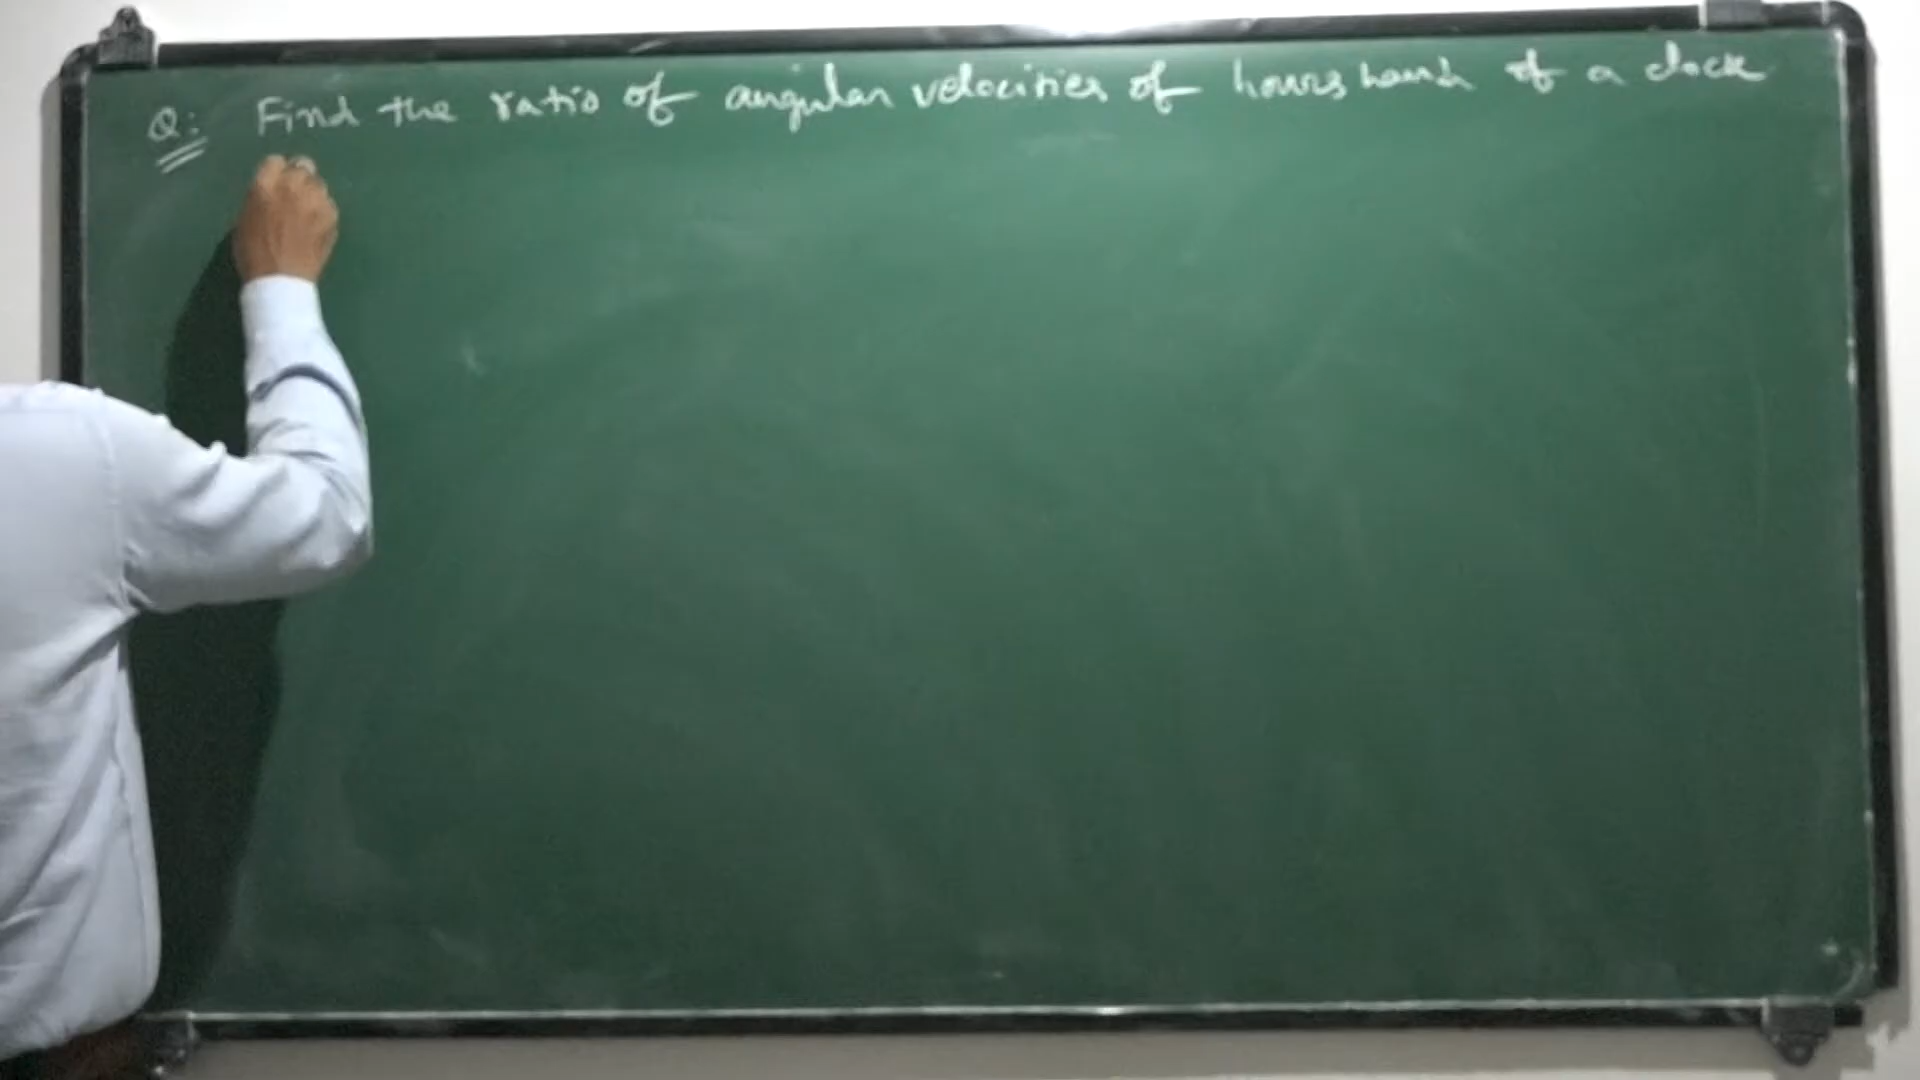 Q: Find the ratio of angular velocities of hours hand of a clock